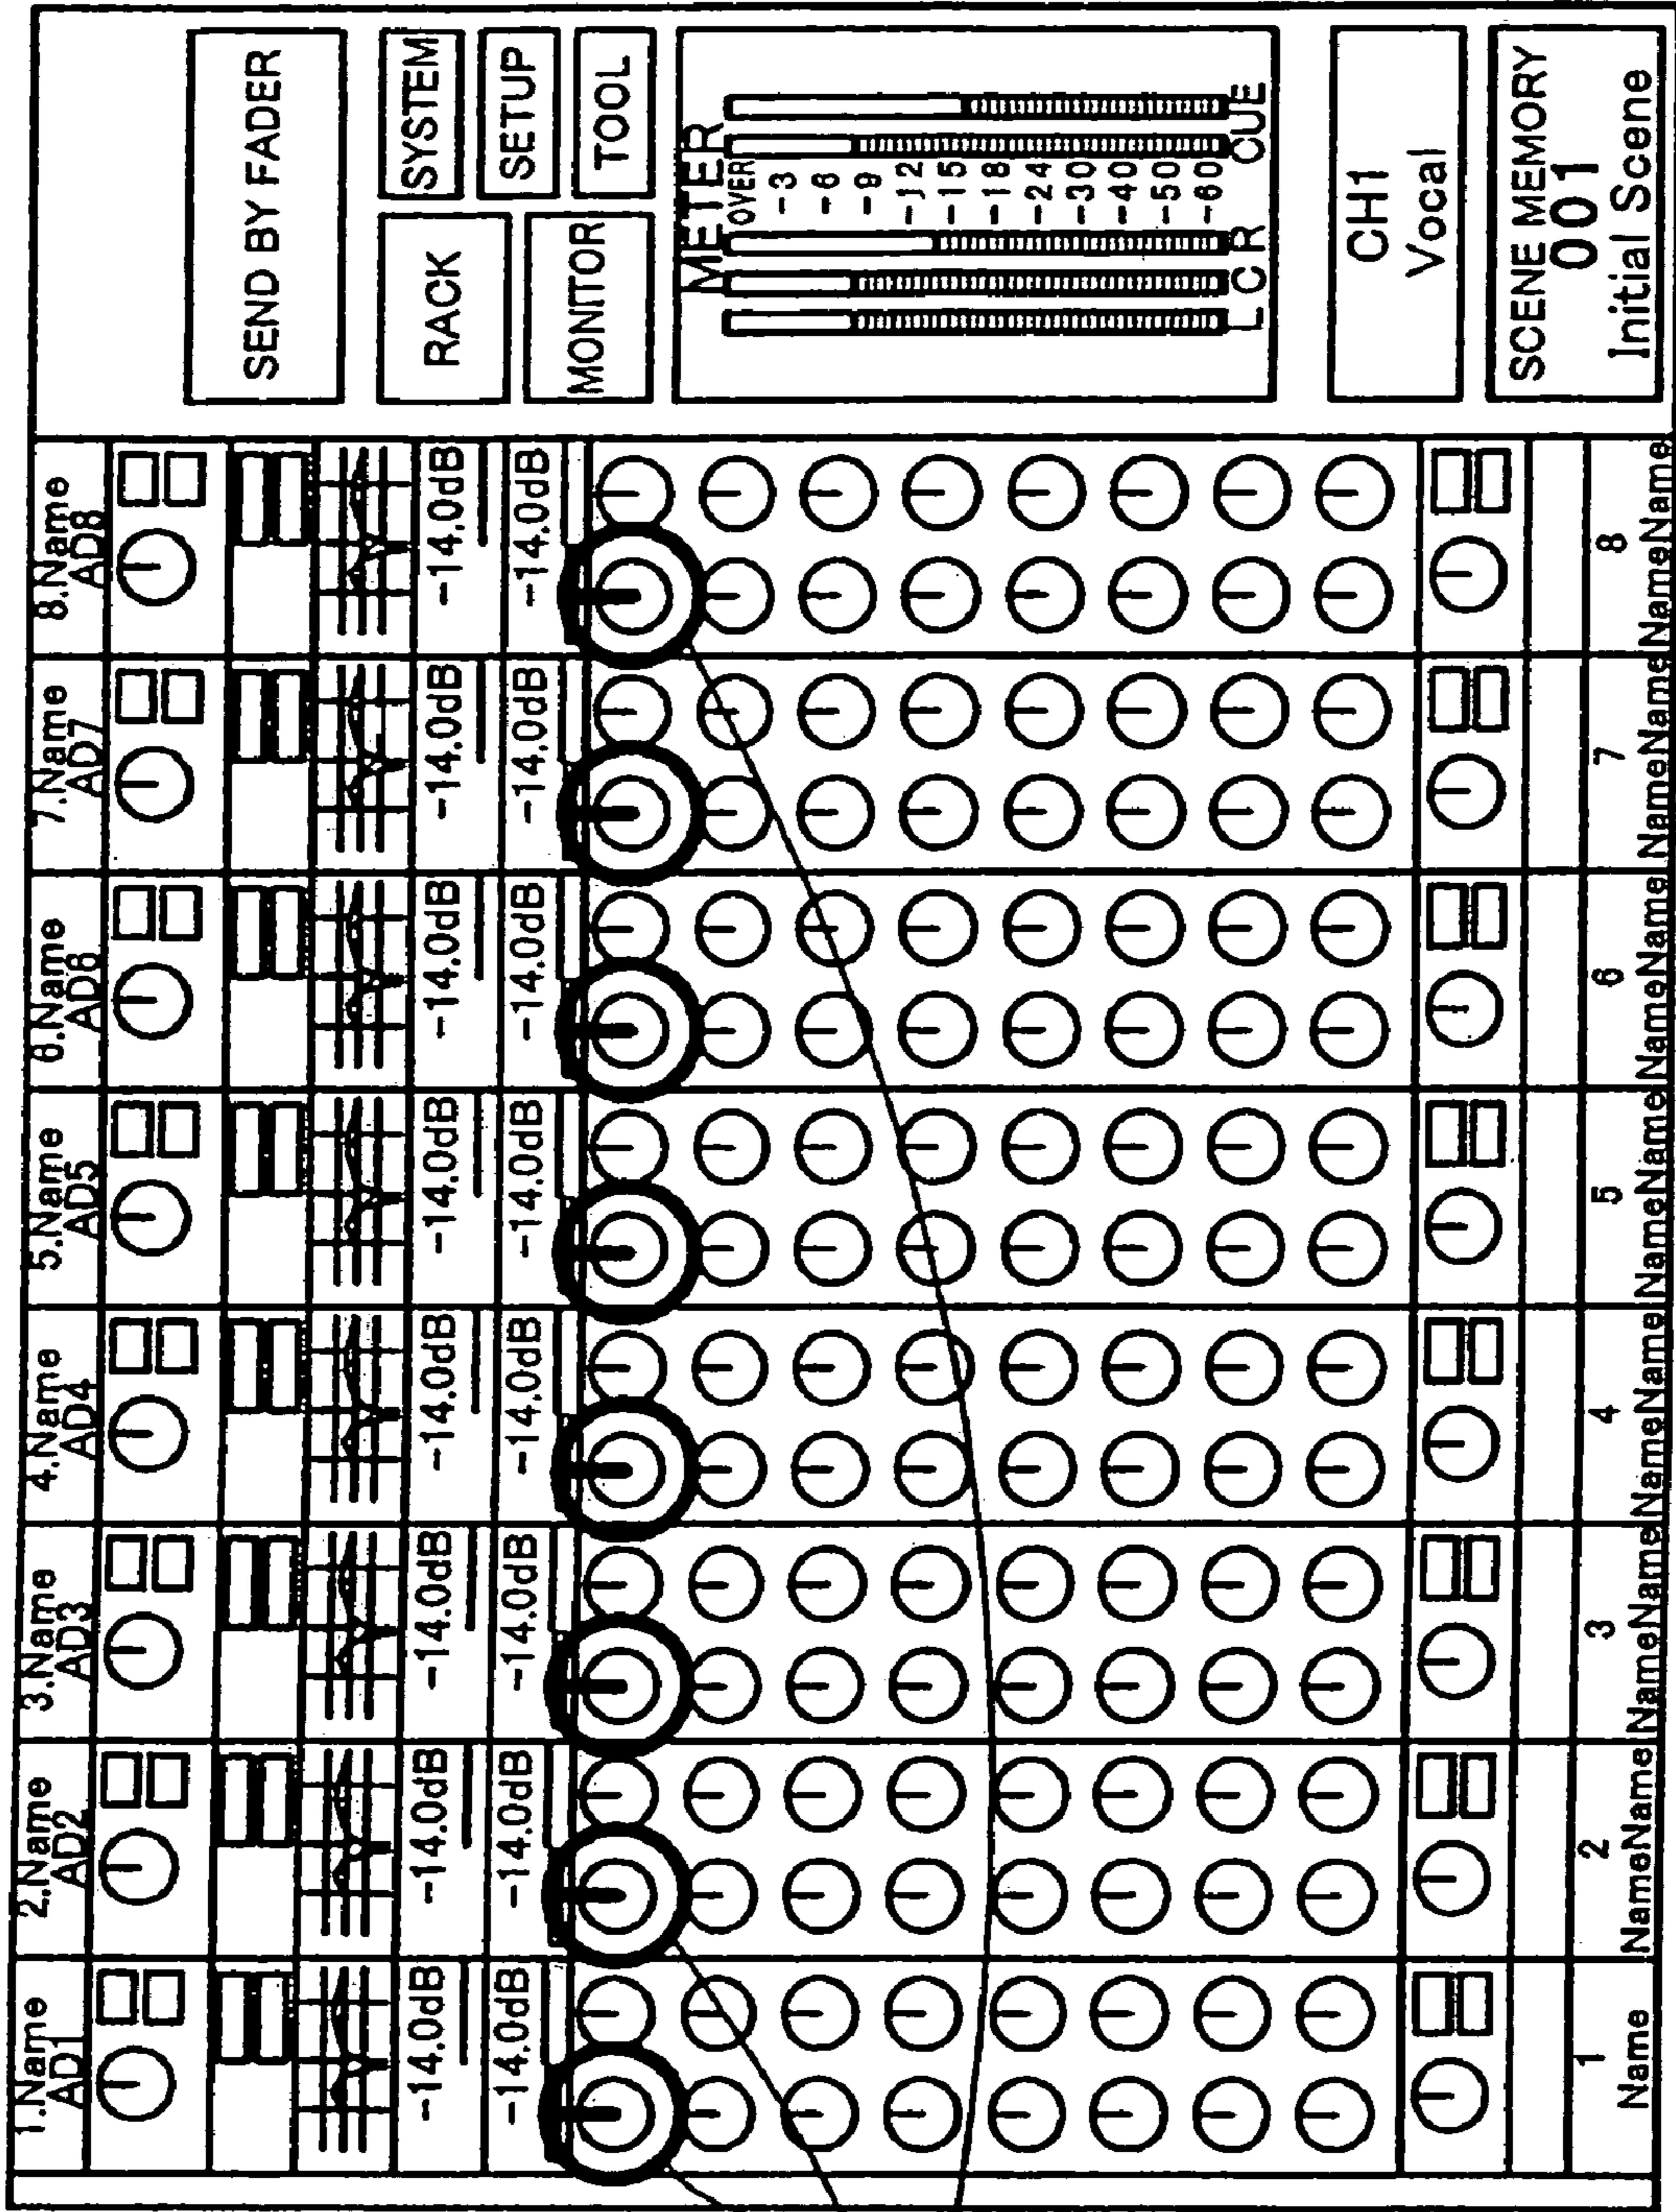 1.Name 2.Name 3.Name 4.Name 5.Name 6.Name 7.Name 8.Name
AD1 AD2 AD3 AD4 AD5 AD6 AD7 AD8
-14.0dB -14.0dB -14.0dB -14.0dB -14.0dB -14.0dB -14.0dB -14.0dB
-14.0dB -14.0dB -14.0dB -14.0dB -14.0dB -14.0dB -14.0dB -14.0dB
1 2 3 4 5 6 7 8
Name NameName NameName NameName NameName NameName NameName NameName
SEND BY FADER
RACK SYSTEM
SETUP
MONITOR TOOL
METER
OVER
-3
-6
-9
-12
-15
-18
-24
-30
-40
-50
-60
L C R CUE
CH1
Vocal
SCENE MEMORY
001
Initial Scene